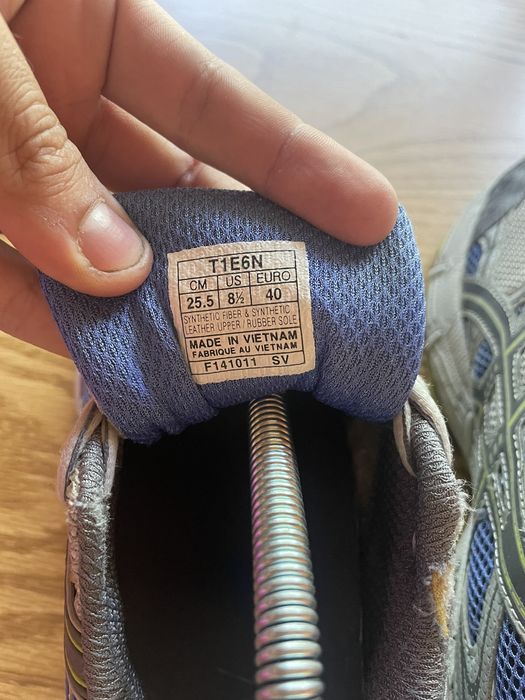 T1E6N
CM US EURO
25.5 8½ 40
SYNTHETIC FIBER & SYNTHETIC
LEATHER UPPER / RUBBER SOLE
MADE IN VIETNAM
FABRIQUE AU VIETNAM
F141011 SV